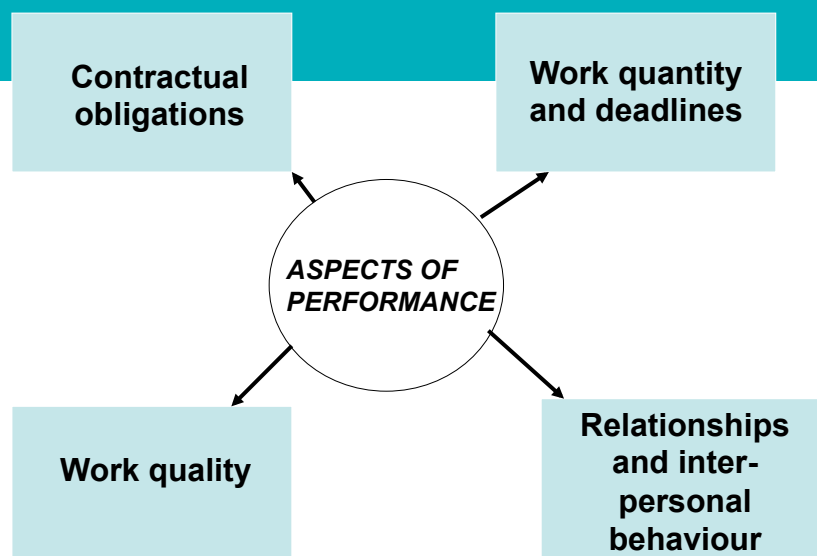 Contractual
obligations
Work quantity
and deadlines
ASPECTS OF
PERFORMANCE
Work quality
Relationships
and inter-
personal
behaviour